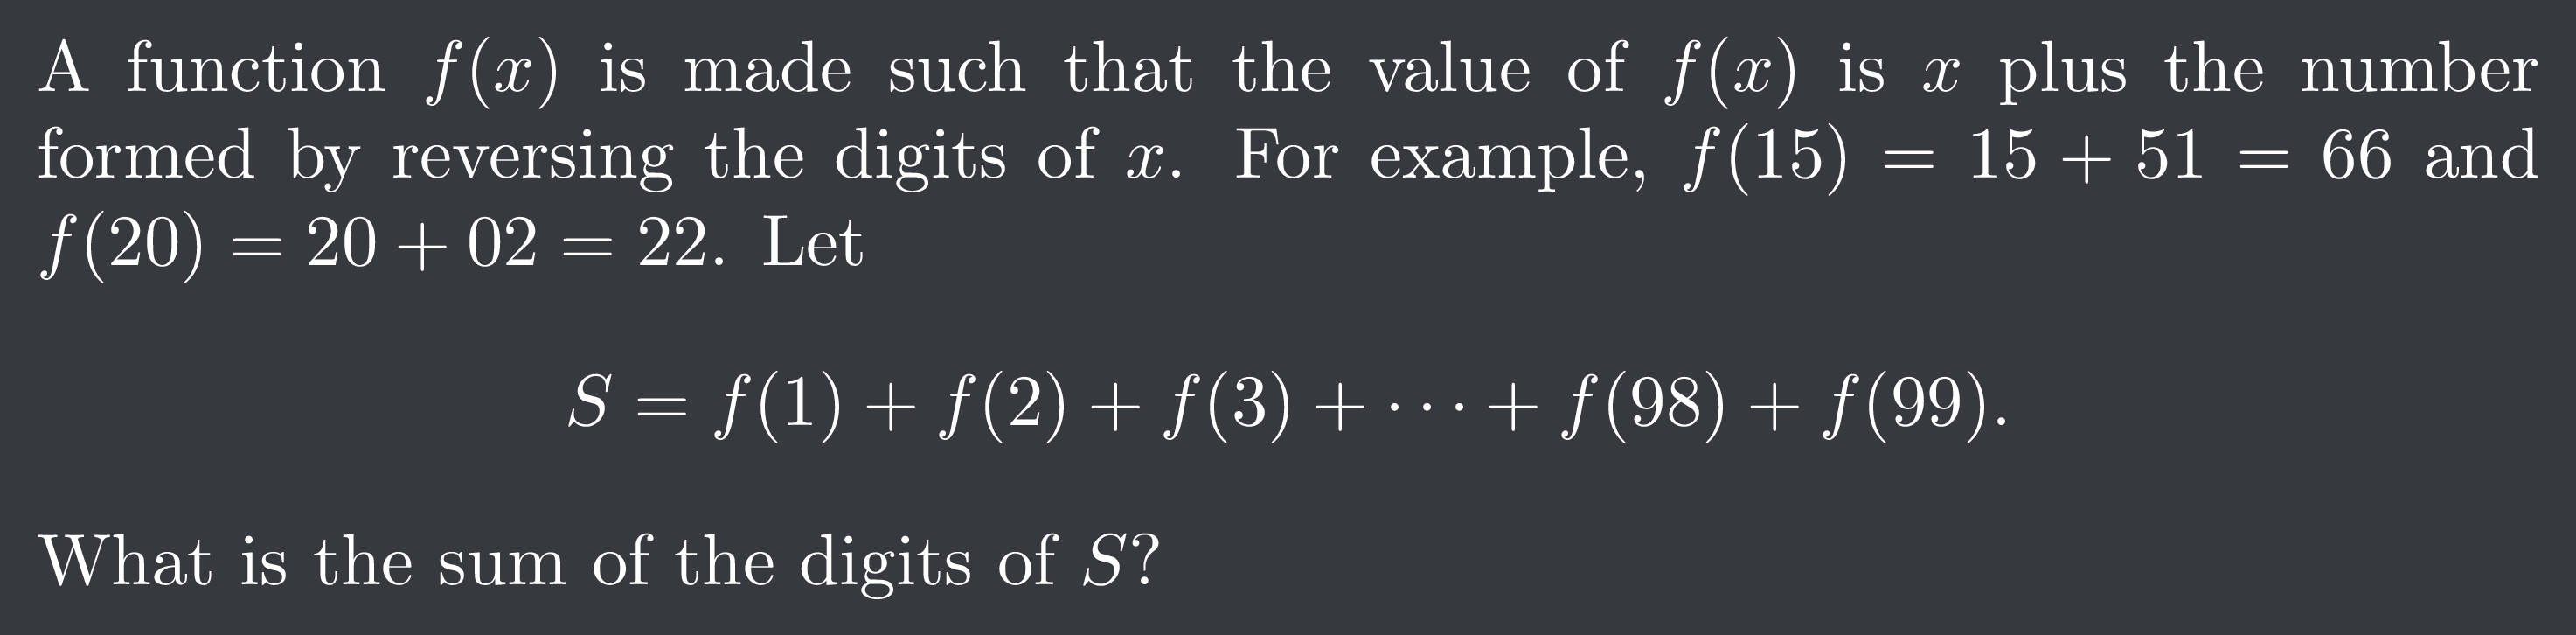 A function f(x) is made such that the value of f(x) is x plus the number
formed by reversing the digits of x. For example, f(15) = 15 + 51 = 66 and
f(20) = 20 + 02 = 22. Let
S = f(1) + f(2) + f(3) + ··· + f(98) + f(99).
What is the sum of the digits of S?